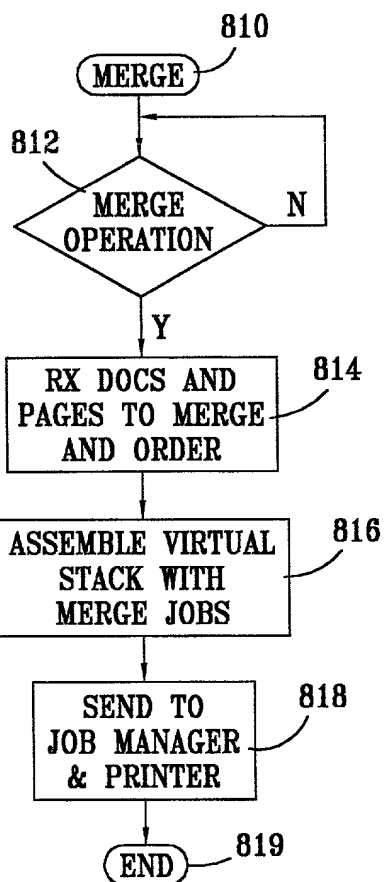 810
MERGE
812
MERGE
OPERATION
N
Y
RX DOCS AND
PAGES TO MERGE
AND ORDER
814
ASSEMBLE VIRTUAL
STACK WITH
MERGE JOBS
816
SEND TO
JOB MANAGER
& PRINTER
818
END
819